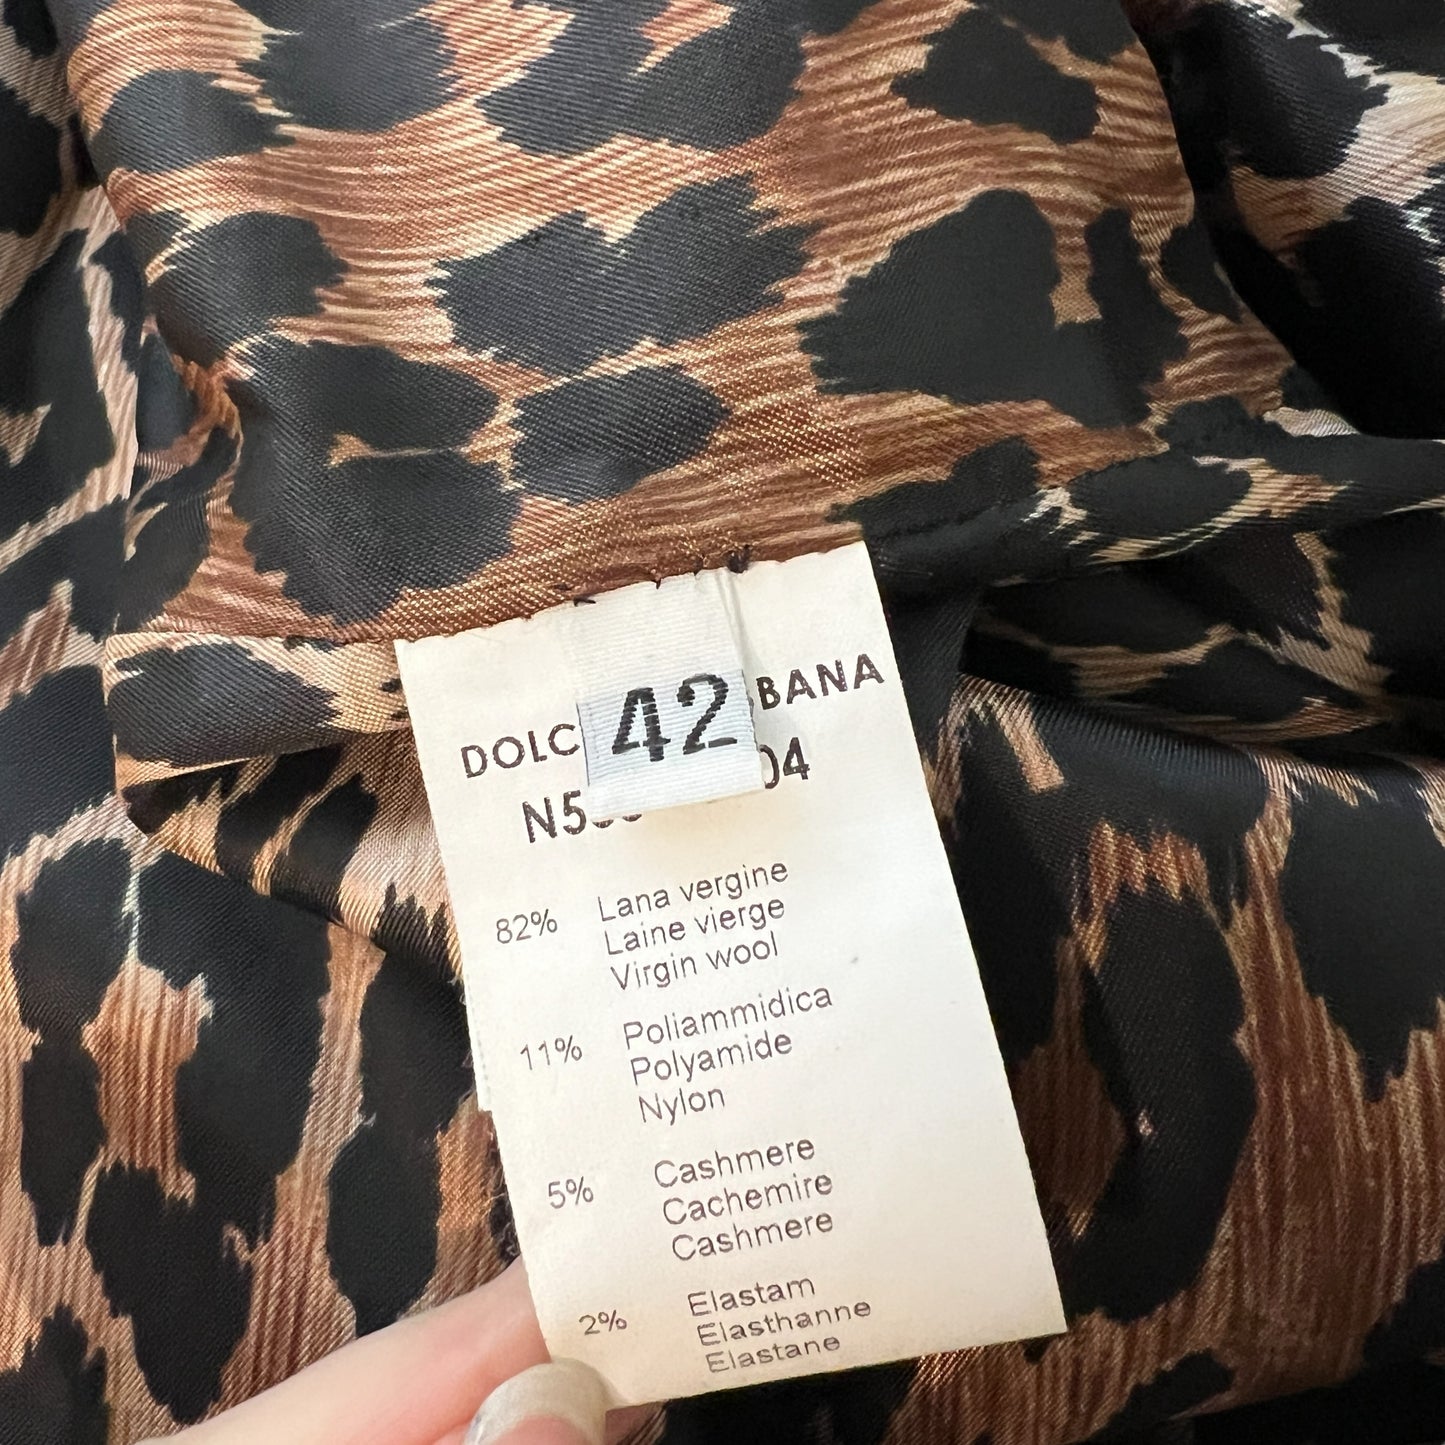 42
DOLC BANA
N5 04
82% Lana vergine
Laine vierge
Virgin wool
11% Poliammidica
Polyamide
Nylon
5% Cashmere
Cachemire
Cashmere
2% Elastam
Elasthanne
Elastane